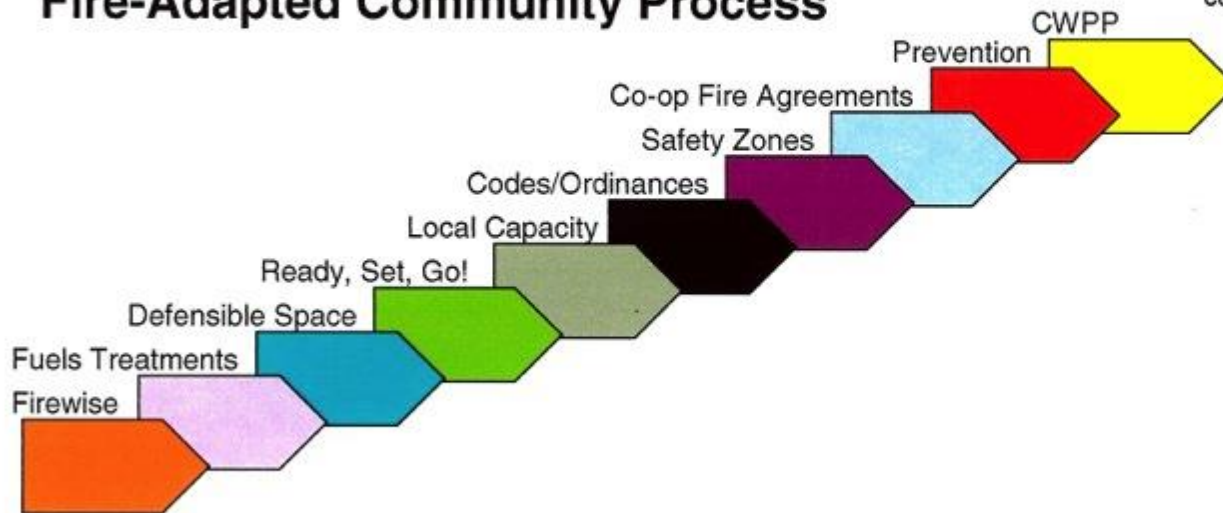 Fire-Adapted Community Process
CWPP
Prevention
Co-op Fire Agreements
Safety Zones
Codes/Ordinances
Local Capacity
Ready, Set, Go!
Defensible Space
Fuels Treatments
Firewise